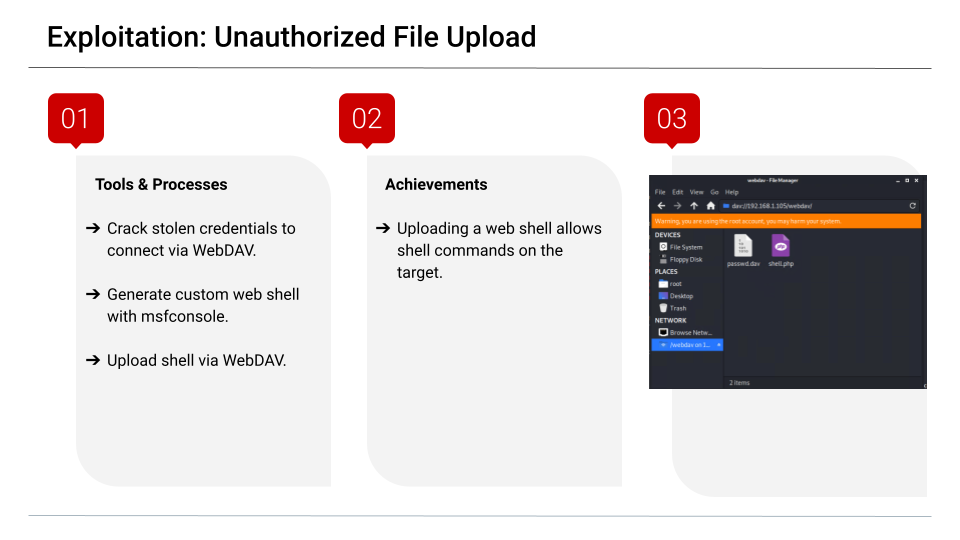 Exploitation: Unauthorized File Upload
01
Tools & Processes
➔ Crack stolen credentials to
connect via WebDAV.
➔ Generate custom web shell
with msfconsole.
➔ Upload shell via WebDAV.
02
Achievements
➔ Uploading a web shell allows
shell commands on the
target.
03
webdav - File Manager
File Edit View Go Help
dav://192.168.1.105/webdav/
Warning, you are using the root account, you may harm your system.
DEVICES
File System
Floppy Disk
PLACES
root
Desktop
Trash
NETWORK
Browse Netw...
/webdav on 1...
passwd.dav
php
shell.php
2 items